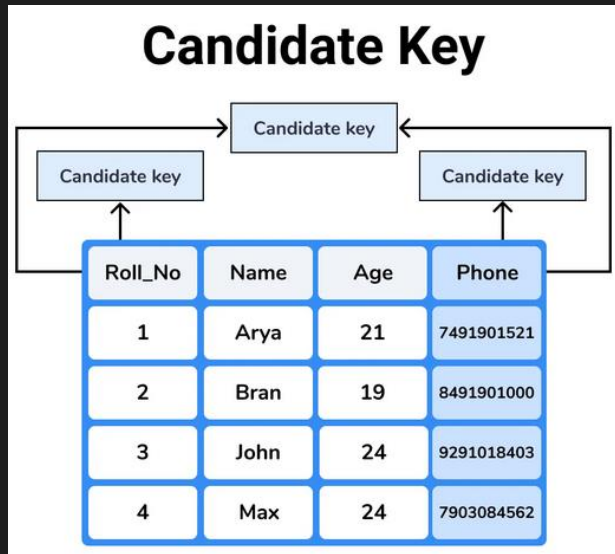 Candidate Key
Candidate key
Candidate key
Candidate key
Roll_No Name Age Phone
1 Arya 21 7491901521
2 Bran 19 8491901000
3 John 24 9291018403
4 Max 24 7903084562